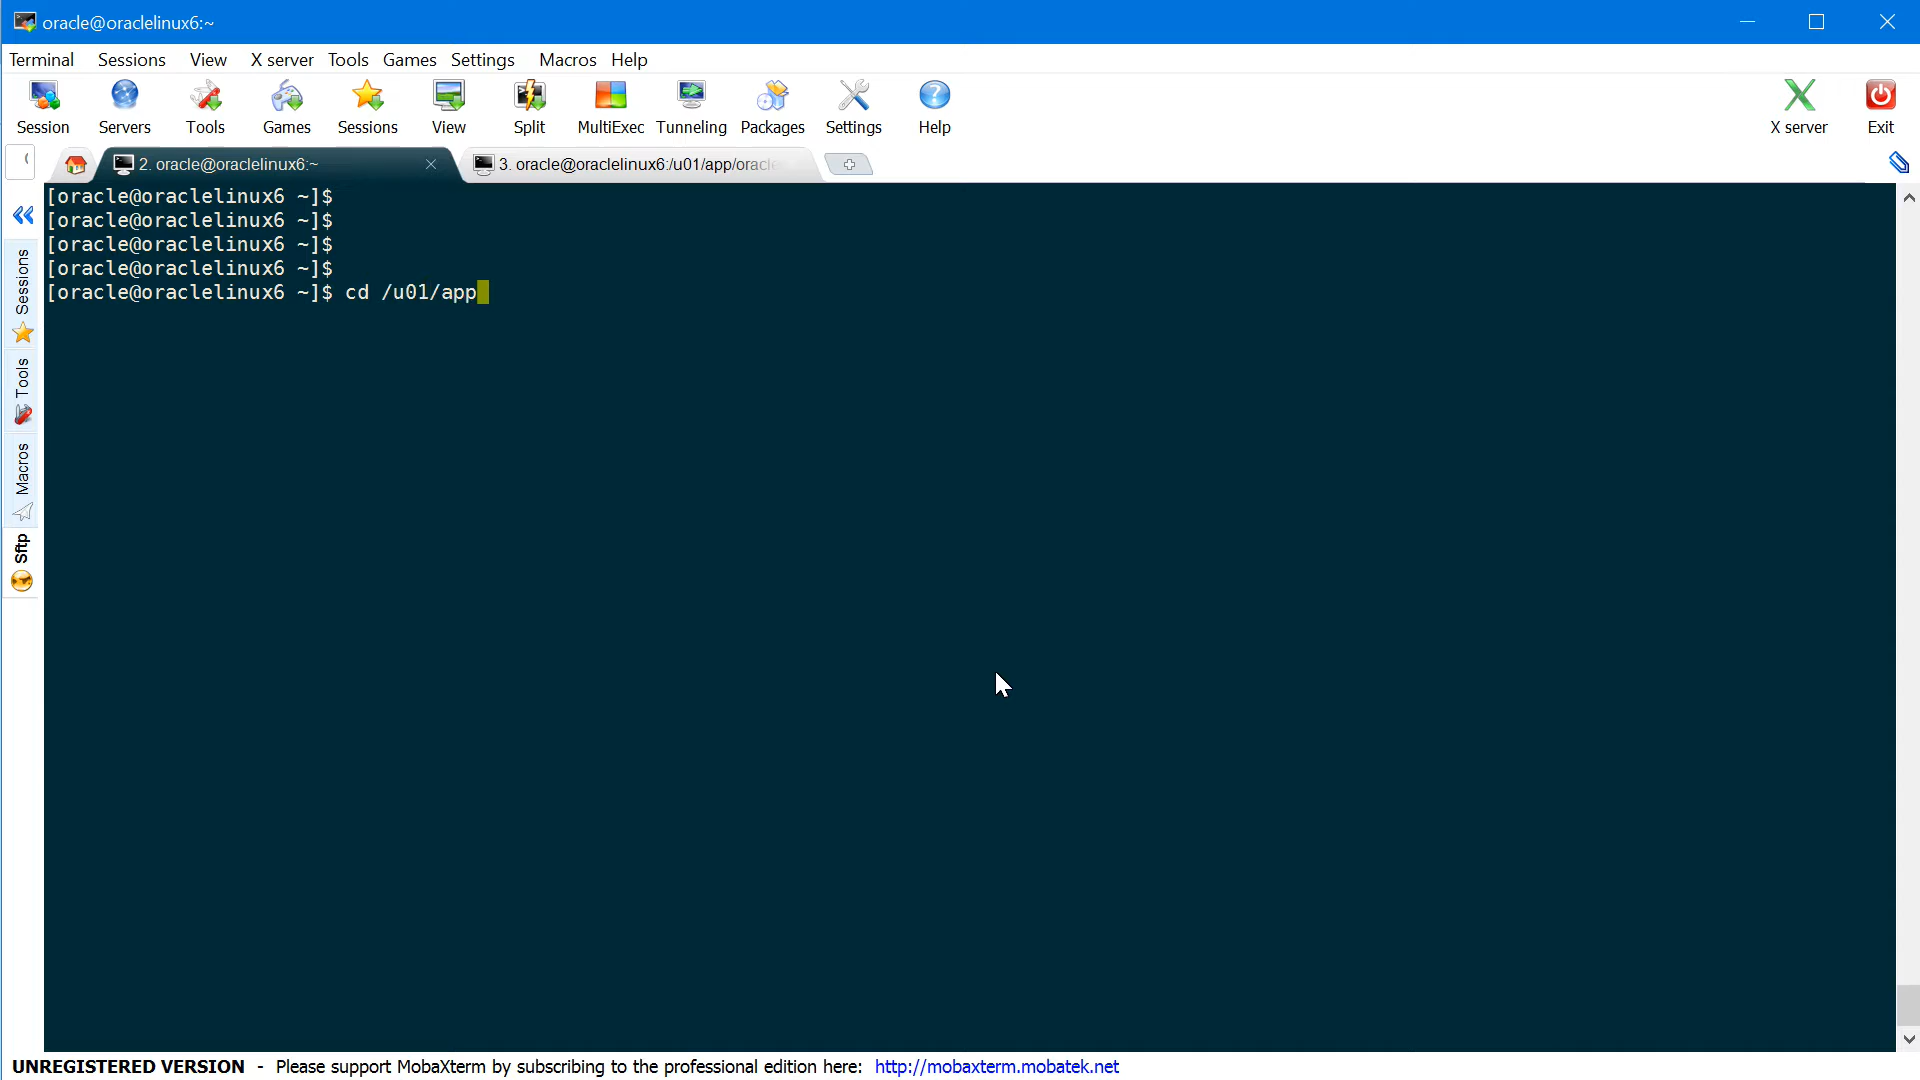 oracle@oraclelinux6:~
Terminal Sessions View X server Tools Games Settings Macros Help
Session Servers Tools Games Sessions View Split MultiExec Tunneling Packages Settings Help X server Exit
2. oracle@oraclelinux6:~ 3. oracle@oraclelinux6:/u01/app/oracle
[oracle@oraclelinux6 ~]$
[oracle@oraclelinux6 ~]$
[oracle@oraclelinux6 ~]$
[oracle@oraclelinux6 ~]$
[oracle@oraclelinux6 ~]$ cd /u01/app
Sessions
Tools
Macros
Sftp
UNREGISTERED VERSION - Please support MobaXterm by subscribing to the professional edition here: http://mobaxterm.mobatek.net